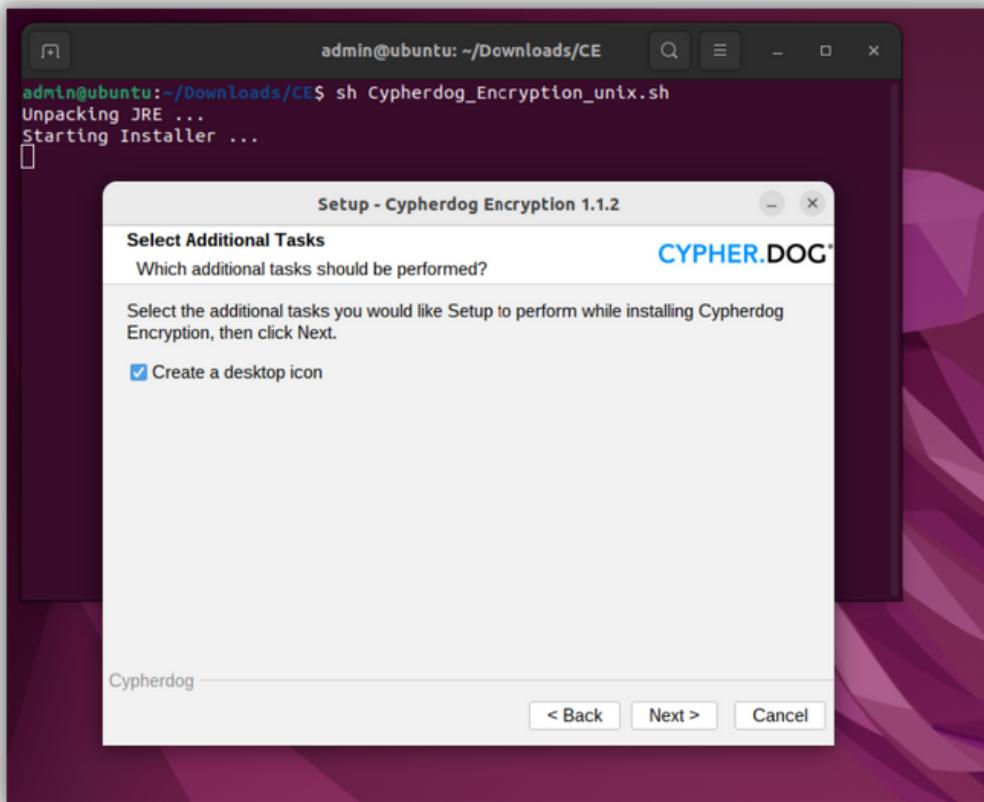 admin@ubuntu: ~/Downloads/CE
admin@ubuntu:~/Downloads/CE$ sh Cypherdog_Encryption_unix.sh
Unpacking JRE ...
Starting Installer ...
Setup - Cypherdog Encryption 1.1.2
Select Additional Tasks
Which additional tasks should be performed?
CYPHER.DOG
Select the additional tasks you would like Setup to perform while installing Cypherdog
Encryption, then click Next.
Create a desktop icon
Cypherdog
< Back
Next >
Cancel